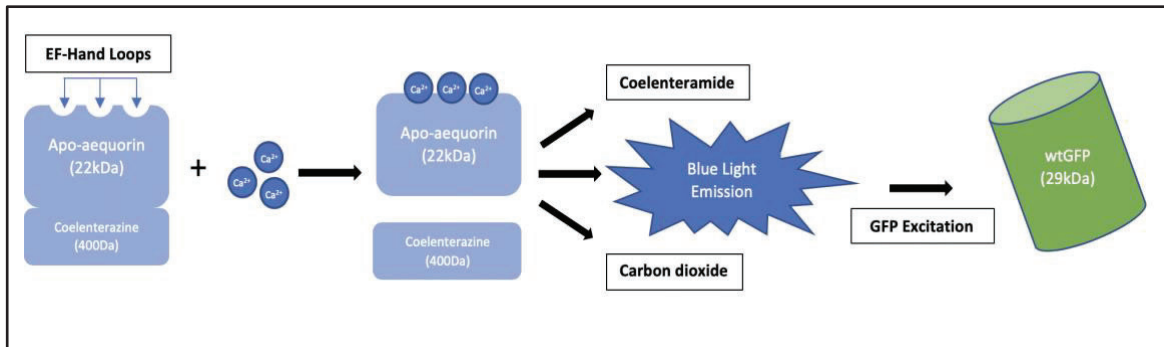 EF-Hand Loops
Apo-aequorin
(22kDa)
Coelenterazine
(400Da)
+
Ca²⁺
Ca²⁺
Ca²⁺
Ca²⁺ Ca²⁺ Ca²⁺
Apo-aequorin
(22kDa)
Coelenterazine
(400Da)
Coelenteramide
Blue Light
Emission
Carbon dioxide
GFP Excitation
wtGFP
(29kDa)